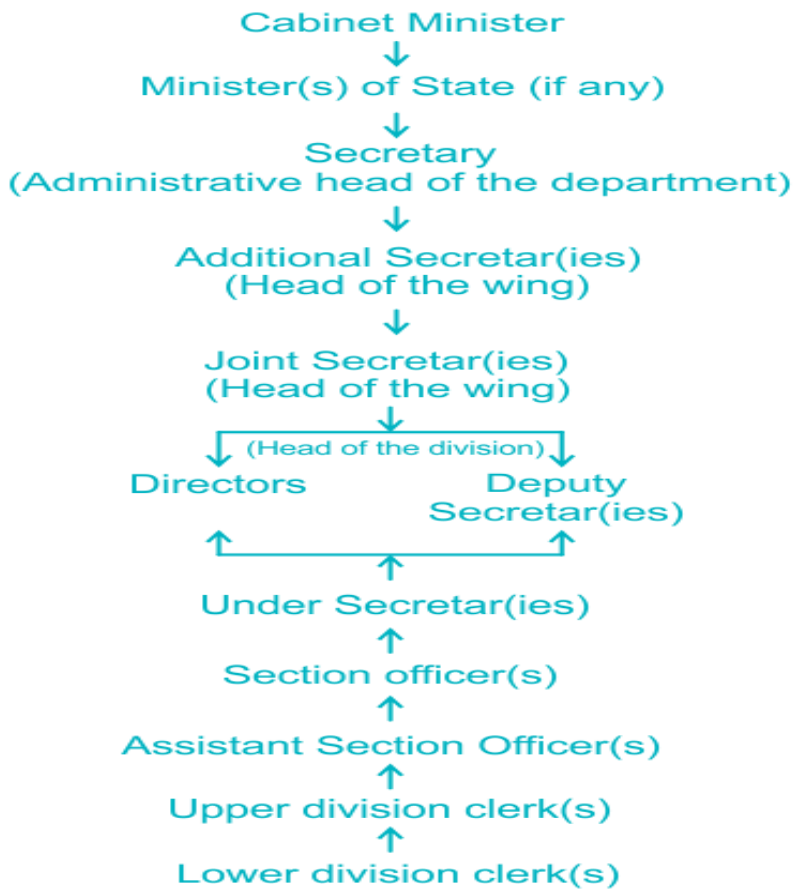 Cabinet Minister
Minister(s) of State (if any)
Secretary
(Administrative head of the department)
Additional Secretar(ies)
(Head of the wing)
Joint Secretar(ies)
(Head of the wing)
(Head of the division)
Directors
Deputy
Secretar(ies)
Under Secretar(ies)
Section officer(s)
Assistant Section Officer(s)
Upper division clerk(s)
Lower division clerk(s)